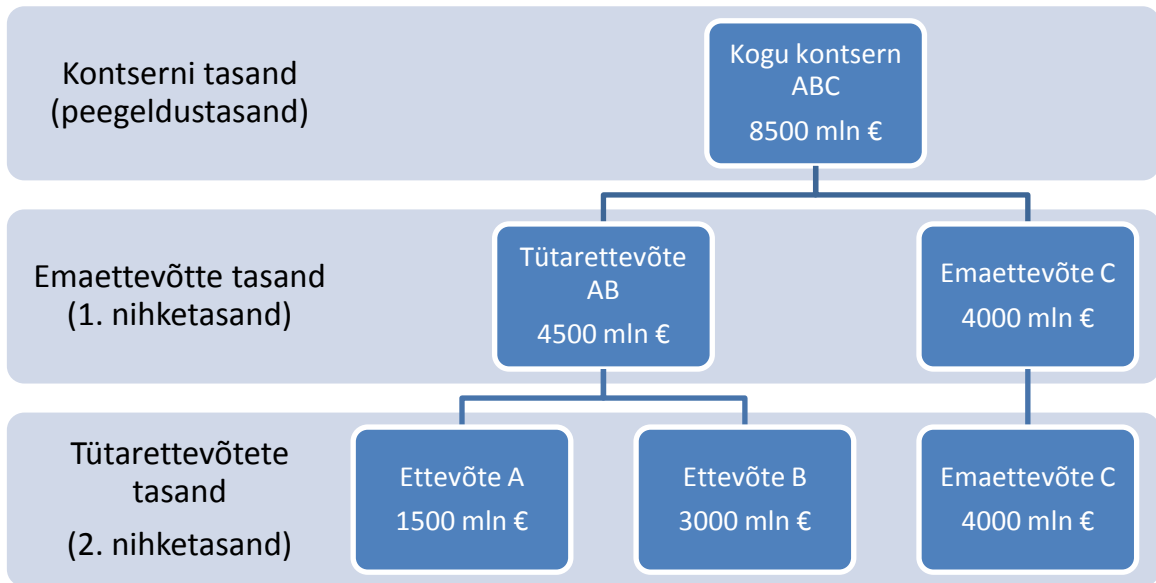 Kontserni tasand
(peegeldustasand)
Kogu kontsern
ABC
8500 mln €
Emaettevõtte tasand
(1. nihketasand)
Tütarettevõte
AB
4500 mln €
Emaettevõte C
4000 mln €
Tütarettevõtete
tasand
(2. nihketasand)
Ettevõte A
1500 mln €
Ettevõte B
3000 mln €
Emaettevõte C
4000 mln €